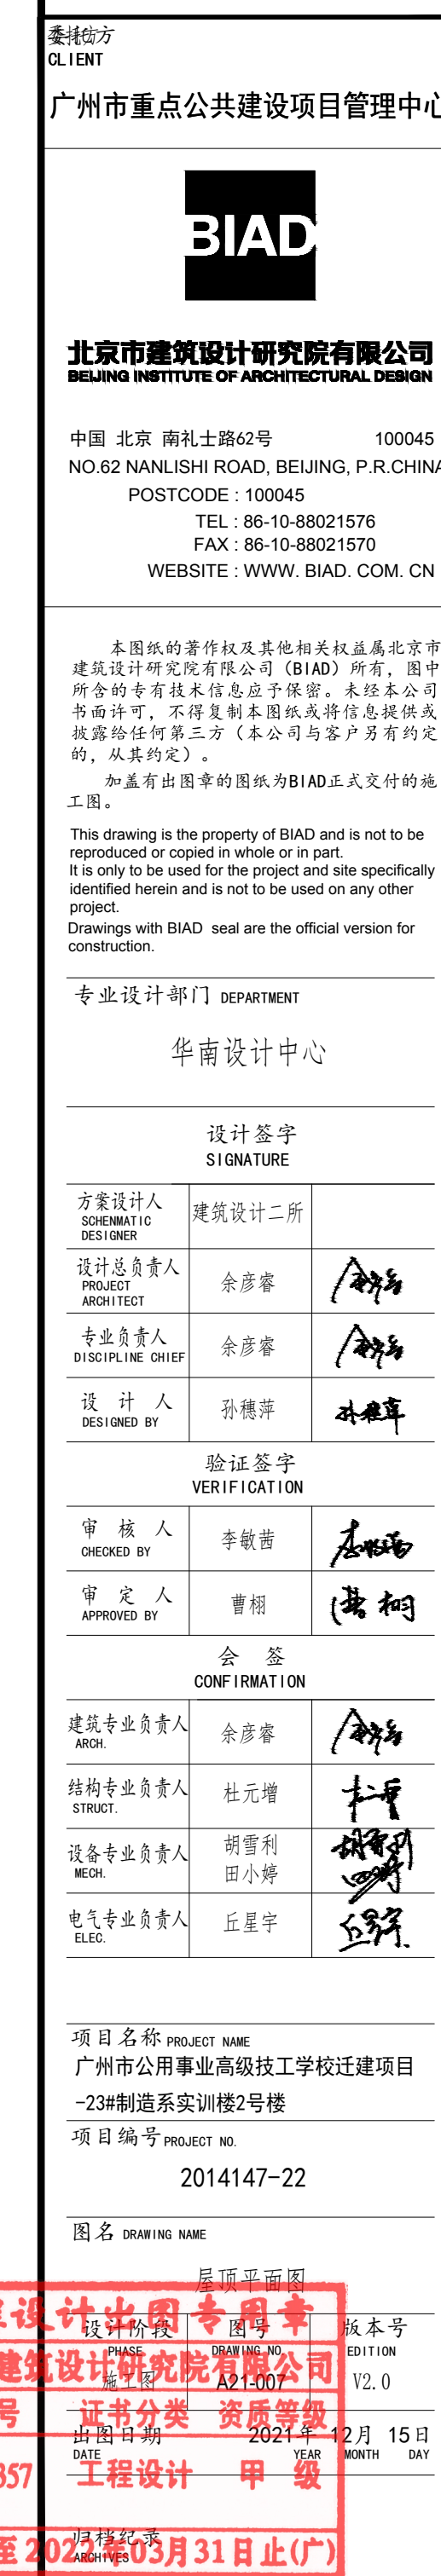 委托方
CLIENT
广州市重点公共建设项目管理中心
BIAD
北京市建筑设计研究院有限公司
BEIJING INSTITUTE OF ARCHITECTURAL DESIGN
中国 北京 南礼士路62号 100045
NO.62 NANLISHI ROAD, BEIJING, P.R.CHINA
POSTCODE : 100045
TEL : 86-10-88021576
FAX : 86-10-88021570
WEBSITE : WWW. BIAD. COM. CN
本图纸的著作权及其他相关权益属北京市
建筑设计研究院有限公司（BIAD）所有，图中
所含的专有技术信息应予保密。未经本公司
书面许可，不得复制本图纸或将信息提供或
披露给任何第三方（本公司与客户另有约定
的，从其约定）。
加盖有出图章的图纸为BIAD正式交付的施
工图。
This drawing is the property of BIAD and is not to be
reproduced or copied in whole or in part.
It is only to be used for the project and site specifically
identified herein and is not to be used on any other
project.
Drawings with BIAD seal are the official version for
construction.
专业设计部门 DEPARTMENT
华南设计中心
设计签字
SIGNATURE
方案设计人 建筑设计二所
SCHENMATIC
DESIGNER
设计总负责人 余彦睿
PROJECT
ARCHITECT
专业负责人 余彦睿
DISCIPLINE CHIEF
设 计 人 孙穗萍
DESIGNED BY
验证签字
VERIFICATION
审 核 人 李敏茜
CHECKED BY
审 定 人 曹栩
APPROVED BY
会 签
CONFIRMATION
建筑专业负责人 余彦睿
ARCH.
结构专业负责人 杜元增
STRUCT.
设备专业负责人 胡雪利
MECH. 田小婷
电气专业负责人 丘星宇
ELEC.
项目名称 PROJECT NAME
广州市公用事业高级技工学校迁建项目
-23#制造系实训楼2号楼
项目编号 PROJECT NO.
2014147-22
图名 DRAWING NAME
屋顶平面图
设计出图专用章
设计阶段 图号 版本号
PHASE DRAWING NO. EDITION
建筑设计研究院有限公司
施工图 A21-007 V2.0
号 证书分类 资质等级
出图日期 2021年 12月 15日
DATE YEAR MONTH DAY
357 工程设计 甲 级
归档纪录
ARCHIVES
至2022年03月31日止(广)